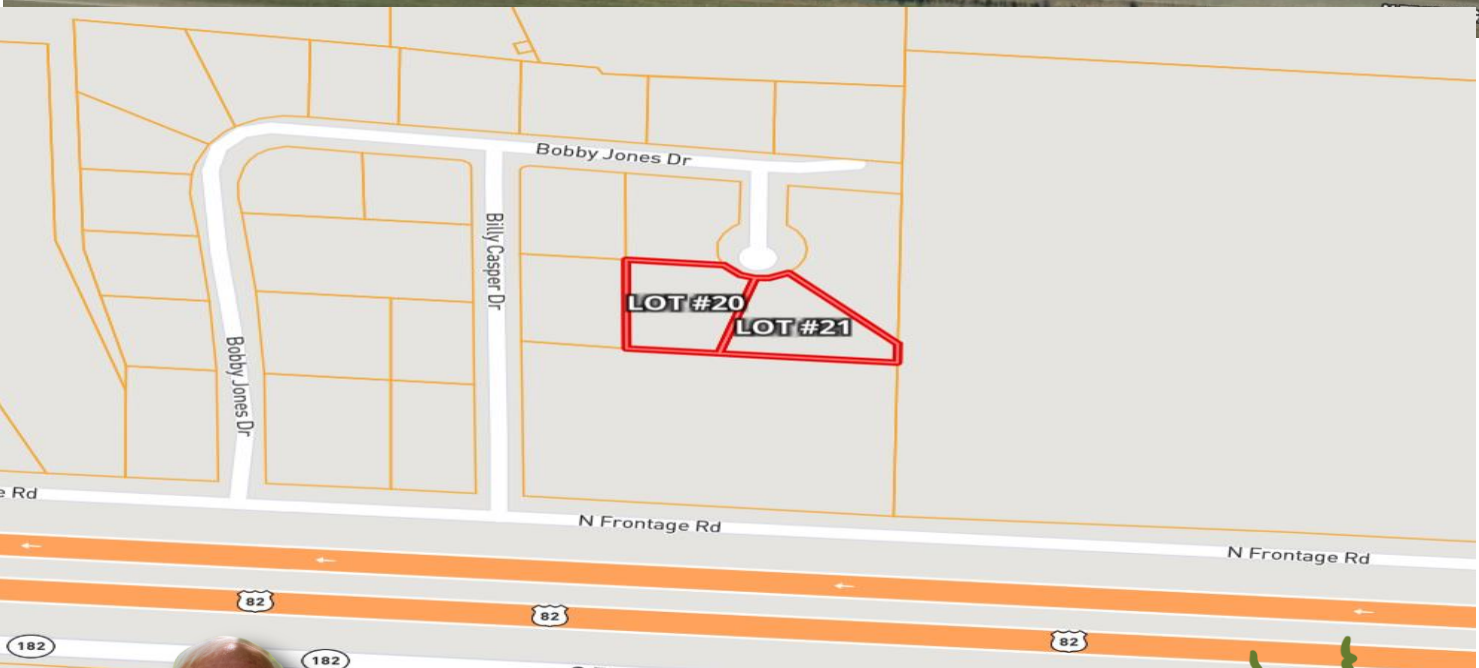 Bobby Jones Dr
Billy Casper Dr
LOT #20
LOT #21
Bobby Jones Dr
e Rd
N Frontage Rd
N Frontage Rd
82
82
82
182
182